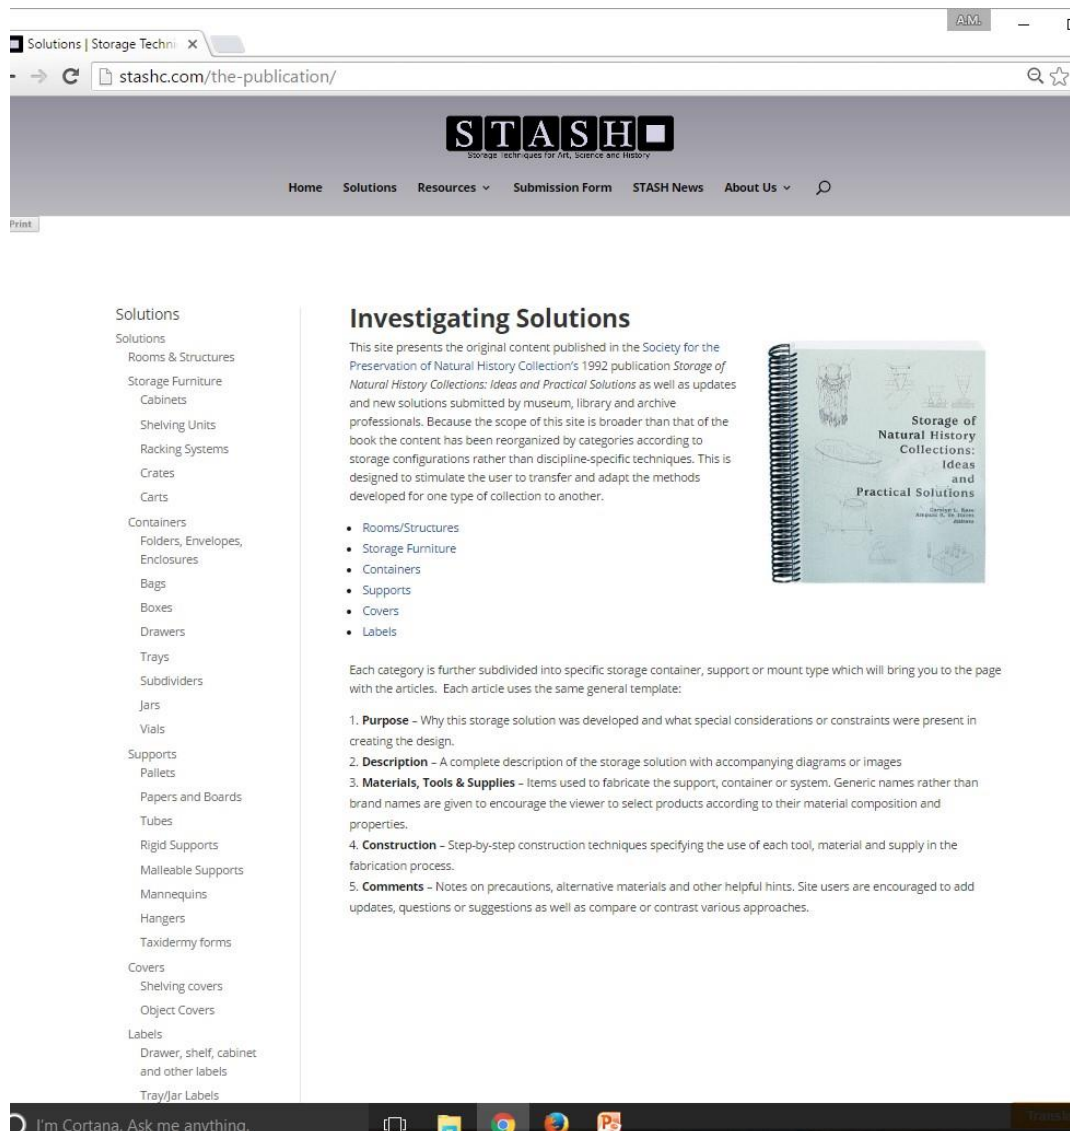 A.M.
Solutions | Storage Techni
stashc.com/the-publication/
STASH
Storage Techniques for Art, Science and History
Home Solutions Resources Submission Form STASH News About Us
Print
Solutions
Solutions
Rooms & Structures
Storage Furniture
Cabinets
Shelving Units
Racking Systems
Crates
Carts
Containers
Folders, Envelopes,
Enclosures
Bags
Boxes
Drawers
Trays
Subdividers
Jars
Vials
Supports
Pallets
Papers and Boards
Tubes
Rigid Supports
Malleable Supports
Mannequins
Hangers
Taxidermy forms
Covers
Shelving covers
Object Covers
Labels
Drawer, shelf, cabinet
and other labels
Tray/Jar Labels
Investigating Solutions
This site presents the original content published in the Society for the
Preservation of Natural History Collection's 1992 publication Storage of
Natural History Collections: Ideas and Practical Solutions as well as updates
and new solutions submitted by museum, library and archive
professionals. Because the scope of this site is broader than that of the
book the content has been reorganized by categories according to
storage configurations rather than discipline-specific techniques. This is
designed to stimulate the user to transfer and adapt the methods
developed for one type of collection to another.
Storage of
Natural History
Collections:
Ideas
and
Practical Solutions
• Rooms/Structures
• Storage Furniture
• Containers
• Supports
• Covers
• Labels
Each category is further subdivided into specific storage container, support or mount type which will bring you to the page
with the articles. Each article uses the same general template:
1. Purpose – Why this storage solution was developed and what special considerations or constraints were present in
creating the design.
2. Description – A complete description of the storage solution with accompanying diagrams or images
3. Materials, Tools & Supplies – Items used to fabricate the support, container or system. Generic names rather than
brand names are given to encourage the viewer to select products according to their material composition and
properties.
4. Construction – Step-by-step construction techniques specifying the use of each tool, material and supply in the
fabrication process.
5. Comments – Notes on precautions, alternative materials and other helpful hints. Site users are encouraged to add
updates, questions or suggestions as well as compare or contrast various approaches.
I'm Cortana. Ask me anything.